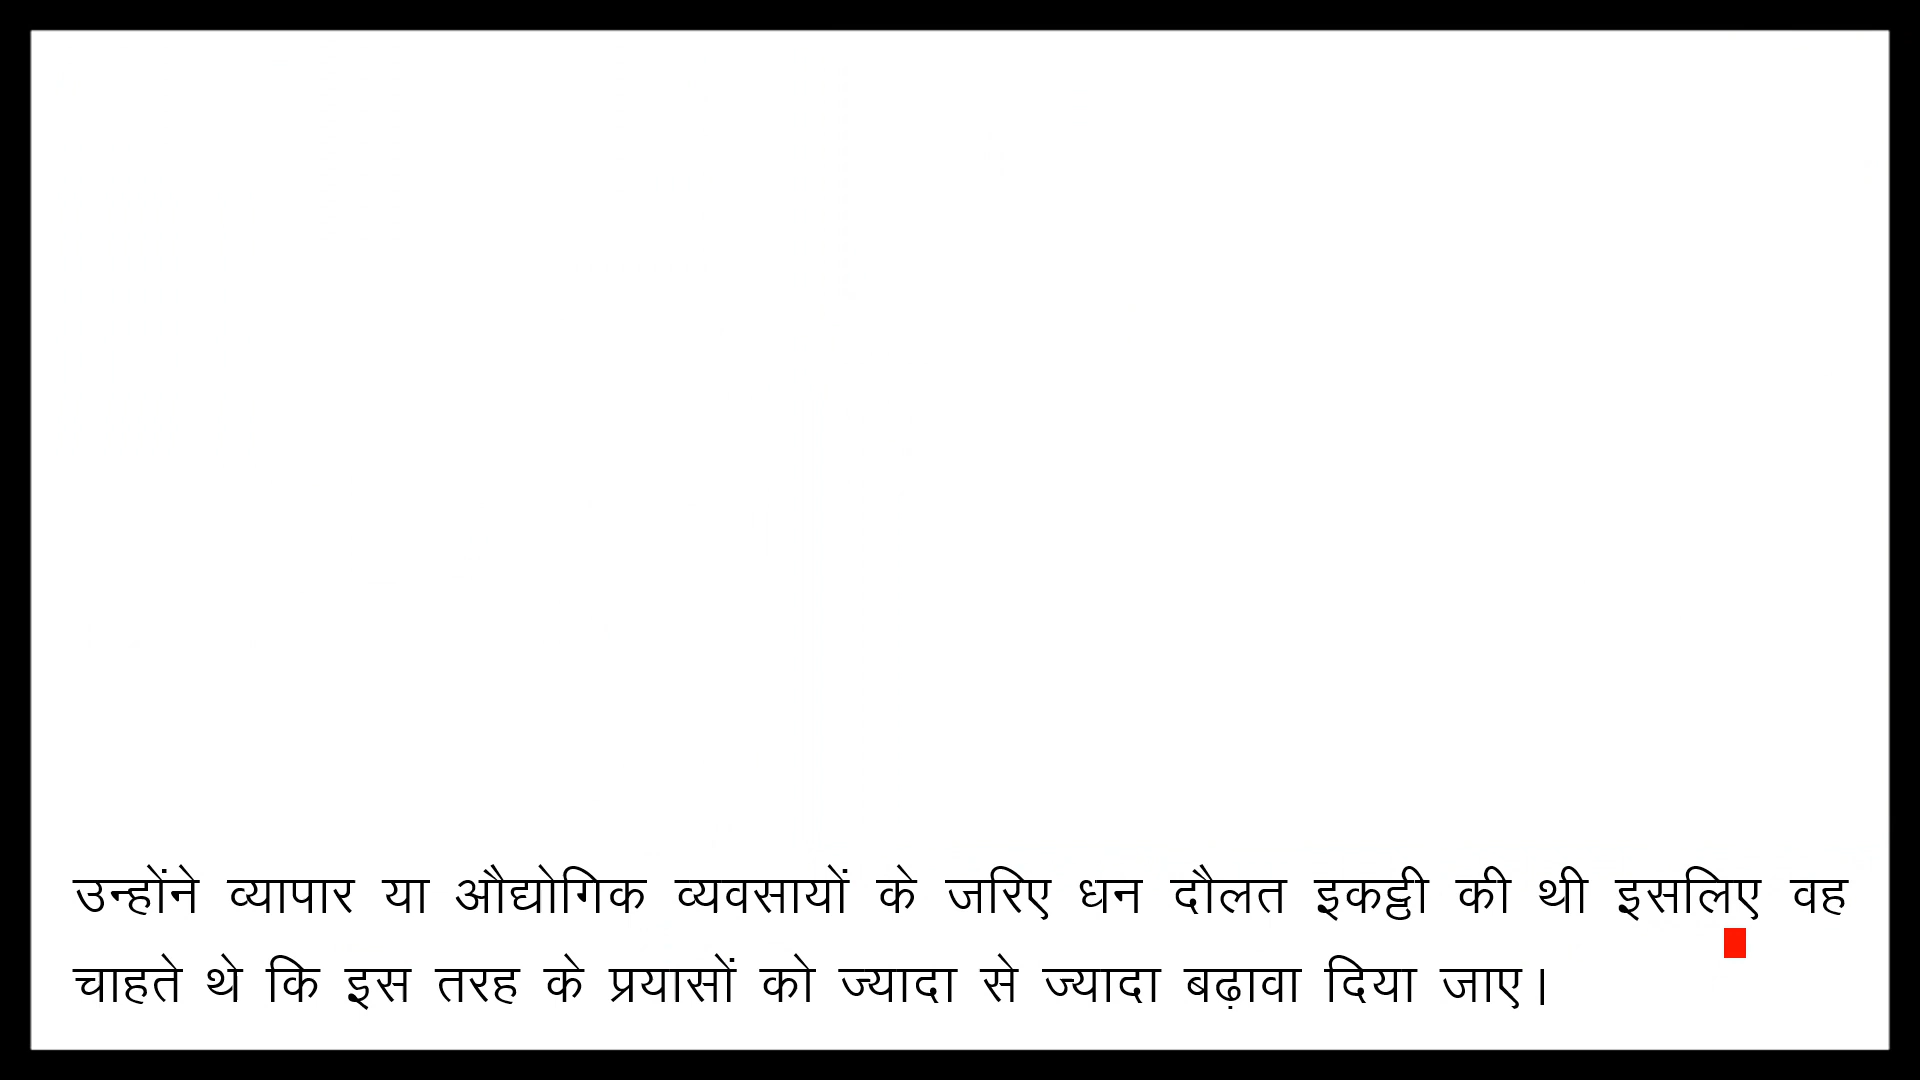 उन्होंने व्यापार या औद्योगिक व्यवसायों के जरिए धन दौलत इकट्ठी की थी इसलिए वह
चाहते थे कि इस तरह के प्रयासों को ज्यादा से ज्यादा बढ़ावा दिया जाए।